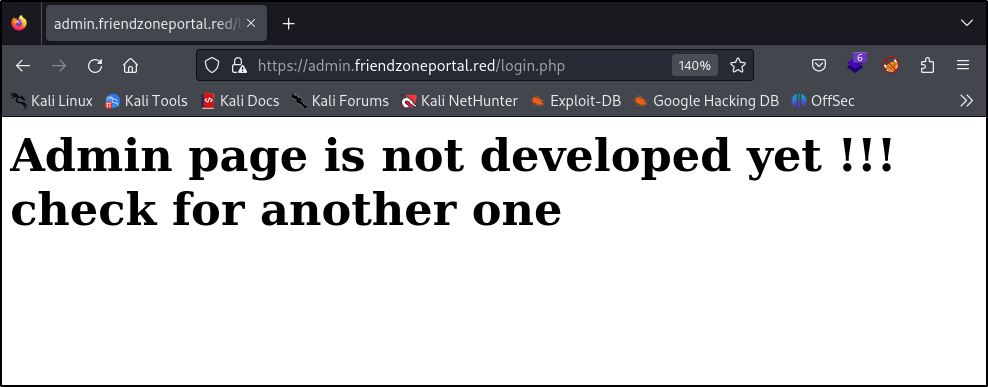 admin.friendzoneportal.red/l
https://admin.friendzoneportal.red/login.php
140%
6
Kali Linux
Kali Tools
Kali Docs
Kali Forums
Kali NetHunter
Exploit-DB
Google Hacking DB
OffSec
Admin page is not developed yet !!!
check for another one